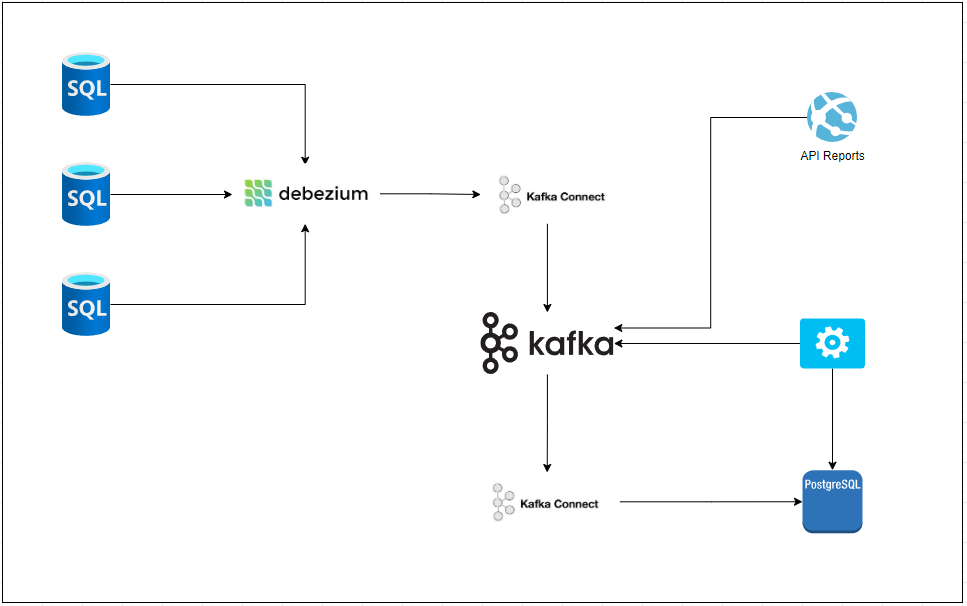 SQL
SQL
SQL
debezium
Kafka Connect
API Reports
kafka
Kafka Connect
PostgreSQL